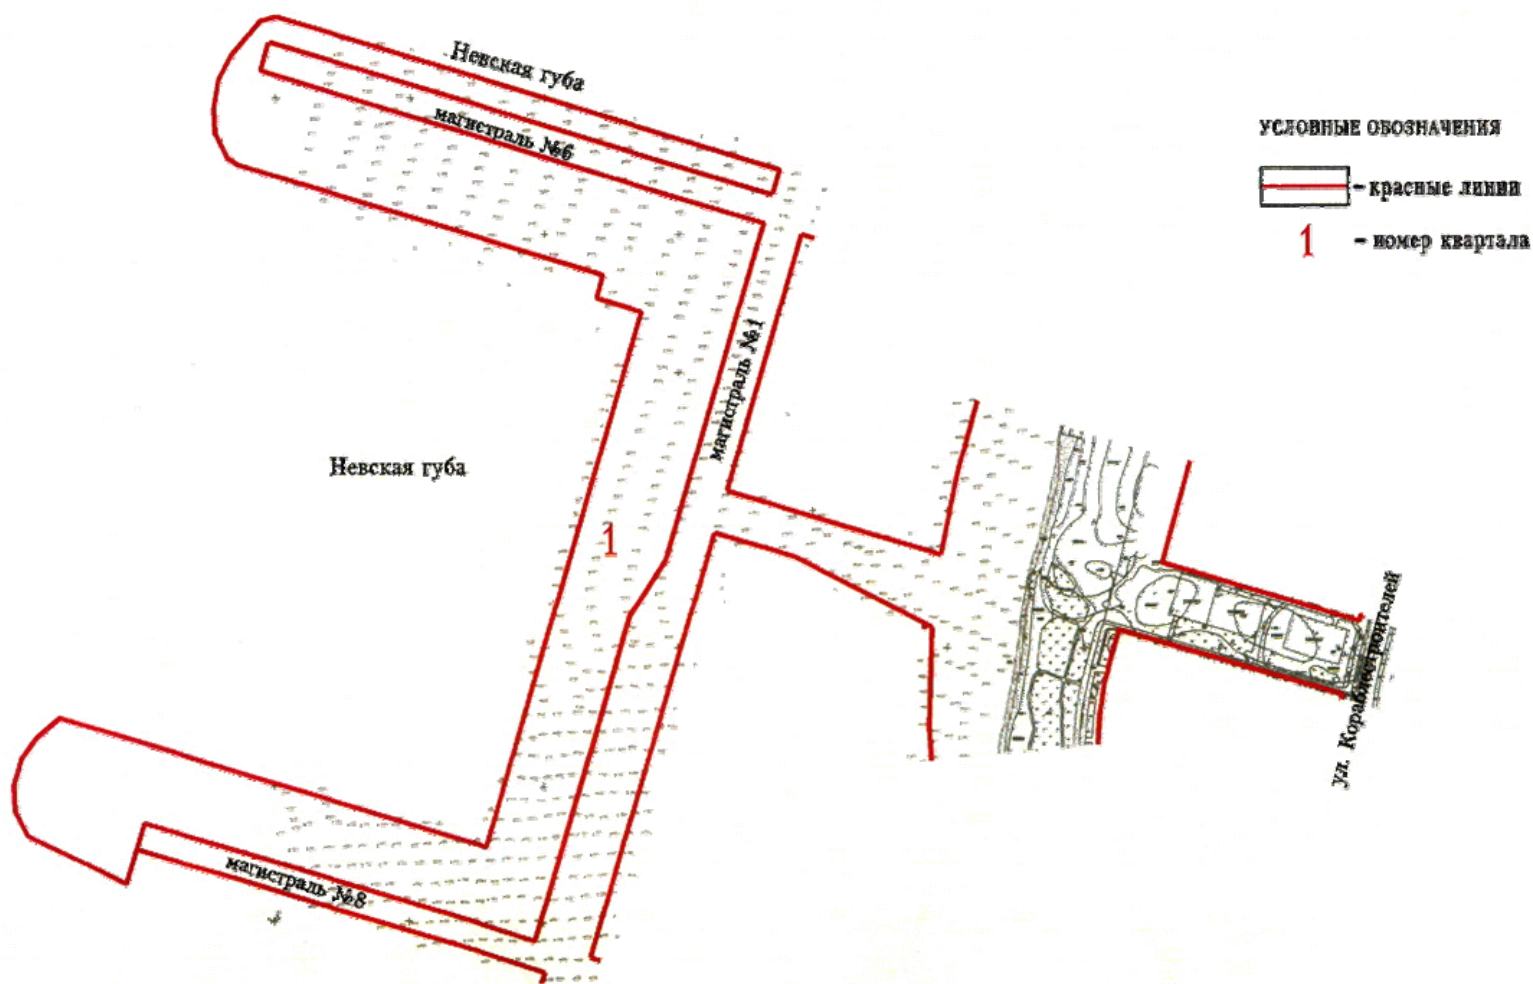 Невская губа
магистраль №6
УСЛОВНЫЕ ОБОЗНАЧЕНИЯ
- красные линии
1 - номер квартала
магистраль №1
Невская губа
1
ул. Кораблестроителей
магистраль №8